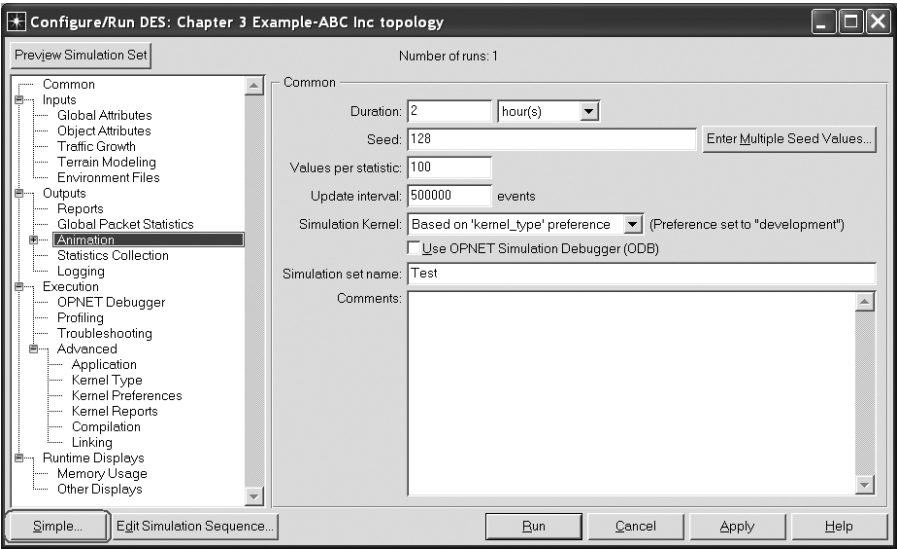 Configure/Run DES: Chapter 3 Example-ABC Inc topology
Preview Simulation Set
Number of runs: 1
Common
Inputs
Global Attributes
Object Attributes
Traffic Growth
Terrain Modeling
Environment Files
Outputs
Reports
Global Packet Statistics
Animation
Statistics Collection
Logging
Execution
OPNET Debugger
Profiling
Troubleshooting
Advanced
Application
Kernel Type
Kernel Preferences
Kernel Reports
Compilation
Linking
Runtime Displays
Memory Usage
Other Displays
Common
Duration: 2 hour(s)
Seed: 128 Enter Multiple Seed Values...
Values per statistic: 100
Update interval: 500000 events
Simulation Kernel: Based on 'kernel_type' preference (Preference set to "development")
Use OPNET Simulation Debugger (ODB)
Simulation set name: Test
Comments:
Simple... Edit Simulation Sequence... Run Cancel Apply Help